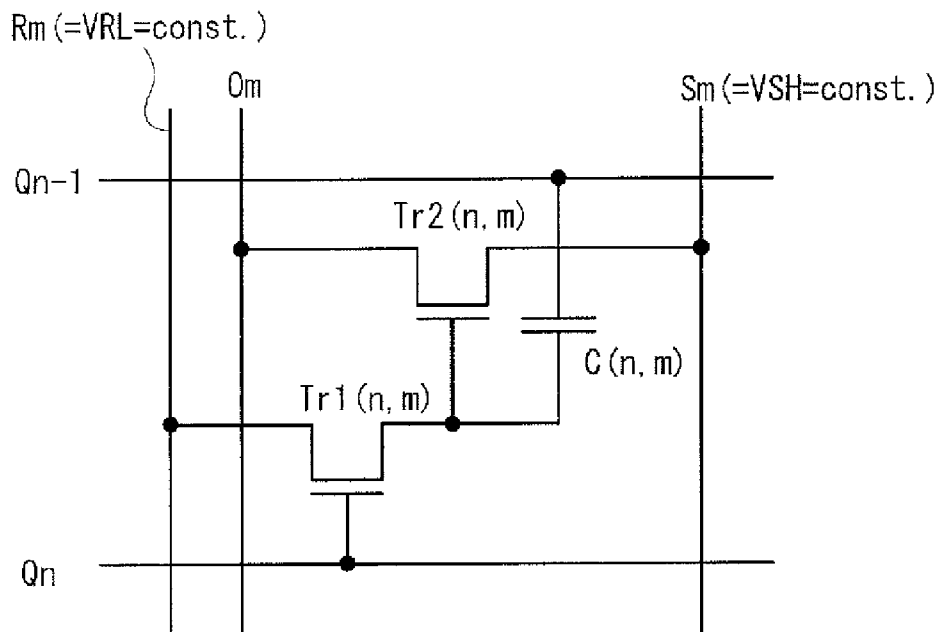 Rm(=VRL=const.)
Om
Sm(=VSH=const.)
Qn-1
Tr2(n,m)
C(n,m)
Tr1(n,m)
Qn